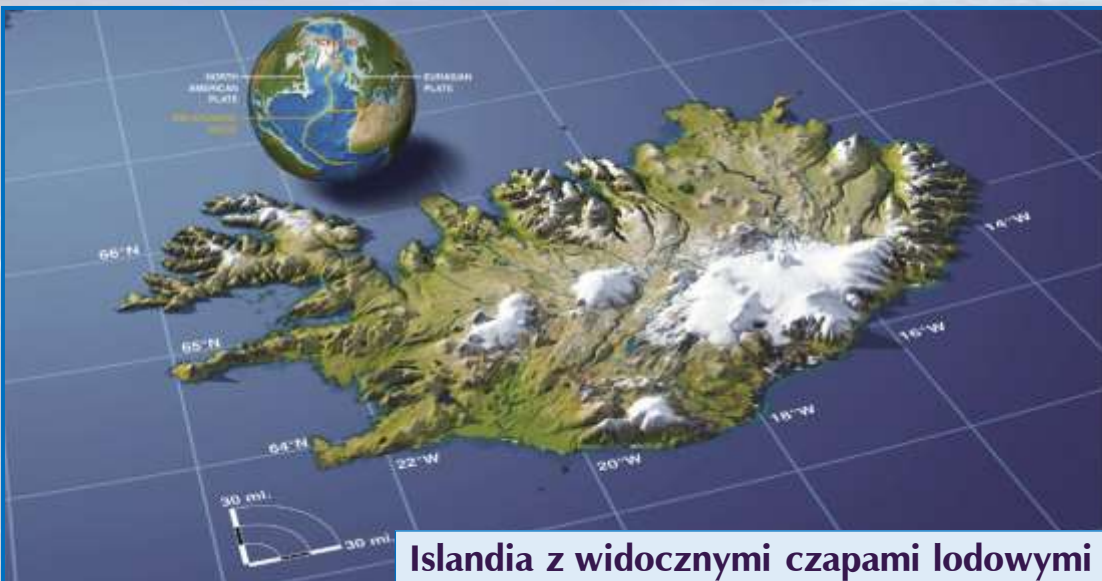 NORTH
AMERICAN
PLATE
EURASIAN
PLATE
66°N
65°N
64°N
22°W
20°W
18°W
16°W
14°W
30 mi.
30 mi.
Islandia z widocznymi czapami lodowymi